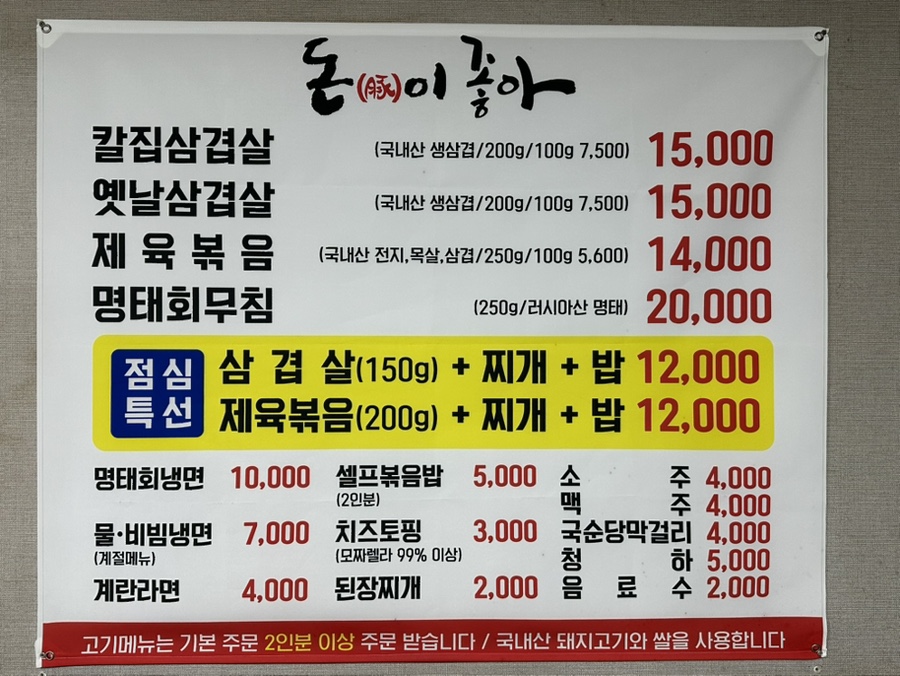 돈(豚)이 좋아
칼집삼겹살 (국내산 생삼겹/200g/100g 7,500) 15,000
옛날삼겹살 (국내산 생삼겹/200g/100g 7,500) 15,000
제육볶음 (국내산 전지,목살,삼겹/250g/100g 5,600) 14,000
명태회무침 (250g/러시아산 명태) 20,000
점심특선
삼겹살(150g) + 찌개 + 밥 12,000
제육볶음(200g) + 찌개 + 밥 12,000
명태회냉면 10,000
물·비빔냉면 7,000
(계절메뉴)
계란라면 4,000
셀프볶음밥 5,000
(2인분)
치즈토핑 3,000
(모짜렐라 99% 이상)
된장찌개 2,000
소주 4,000
맥주 4,000
국순당막걸리 4,000
청하 5,000
음료수 2,000
고기메뉴는 기본 주문 2인분 이상 주문 받습니다 / 국내산 돼지고기와 쌀을 사용합니다